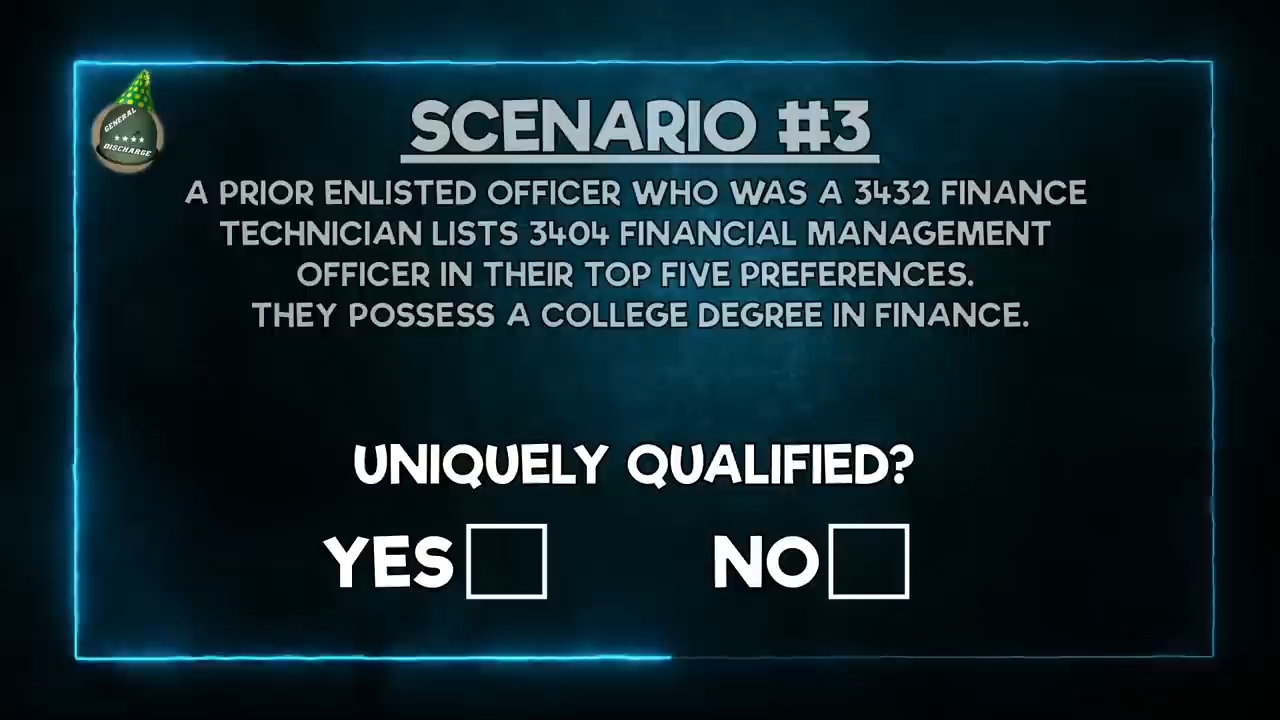 GENERAL
DISCHARGE
SCENARIO #3
A PRIOR ENLISTED OFFICER WHO WAS A 3432 FINANCE
TECHNICIAN LISTS 3404 FINANCIAL MANAGEMENT
OFFICER IN THEIR TOP FIVE PREFERENCES.
THEY POSSESS A COLLEGE DEGREE IN FINANCE.
UNIQUELY QUALIFIED?
YES NO